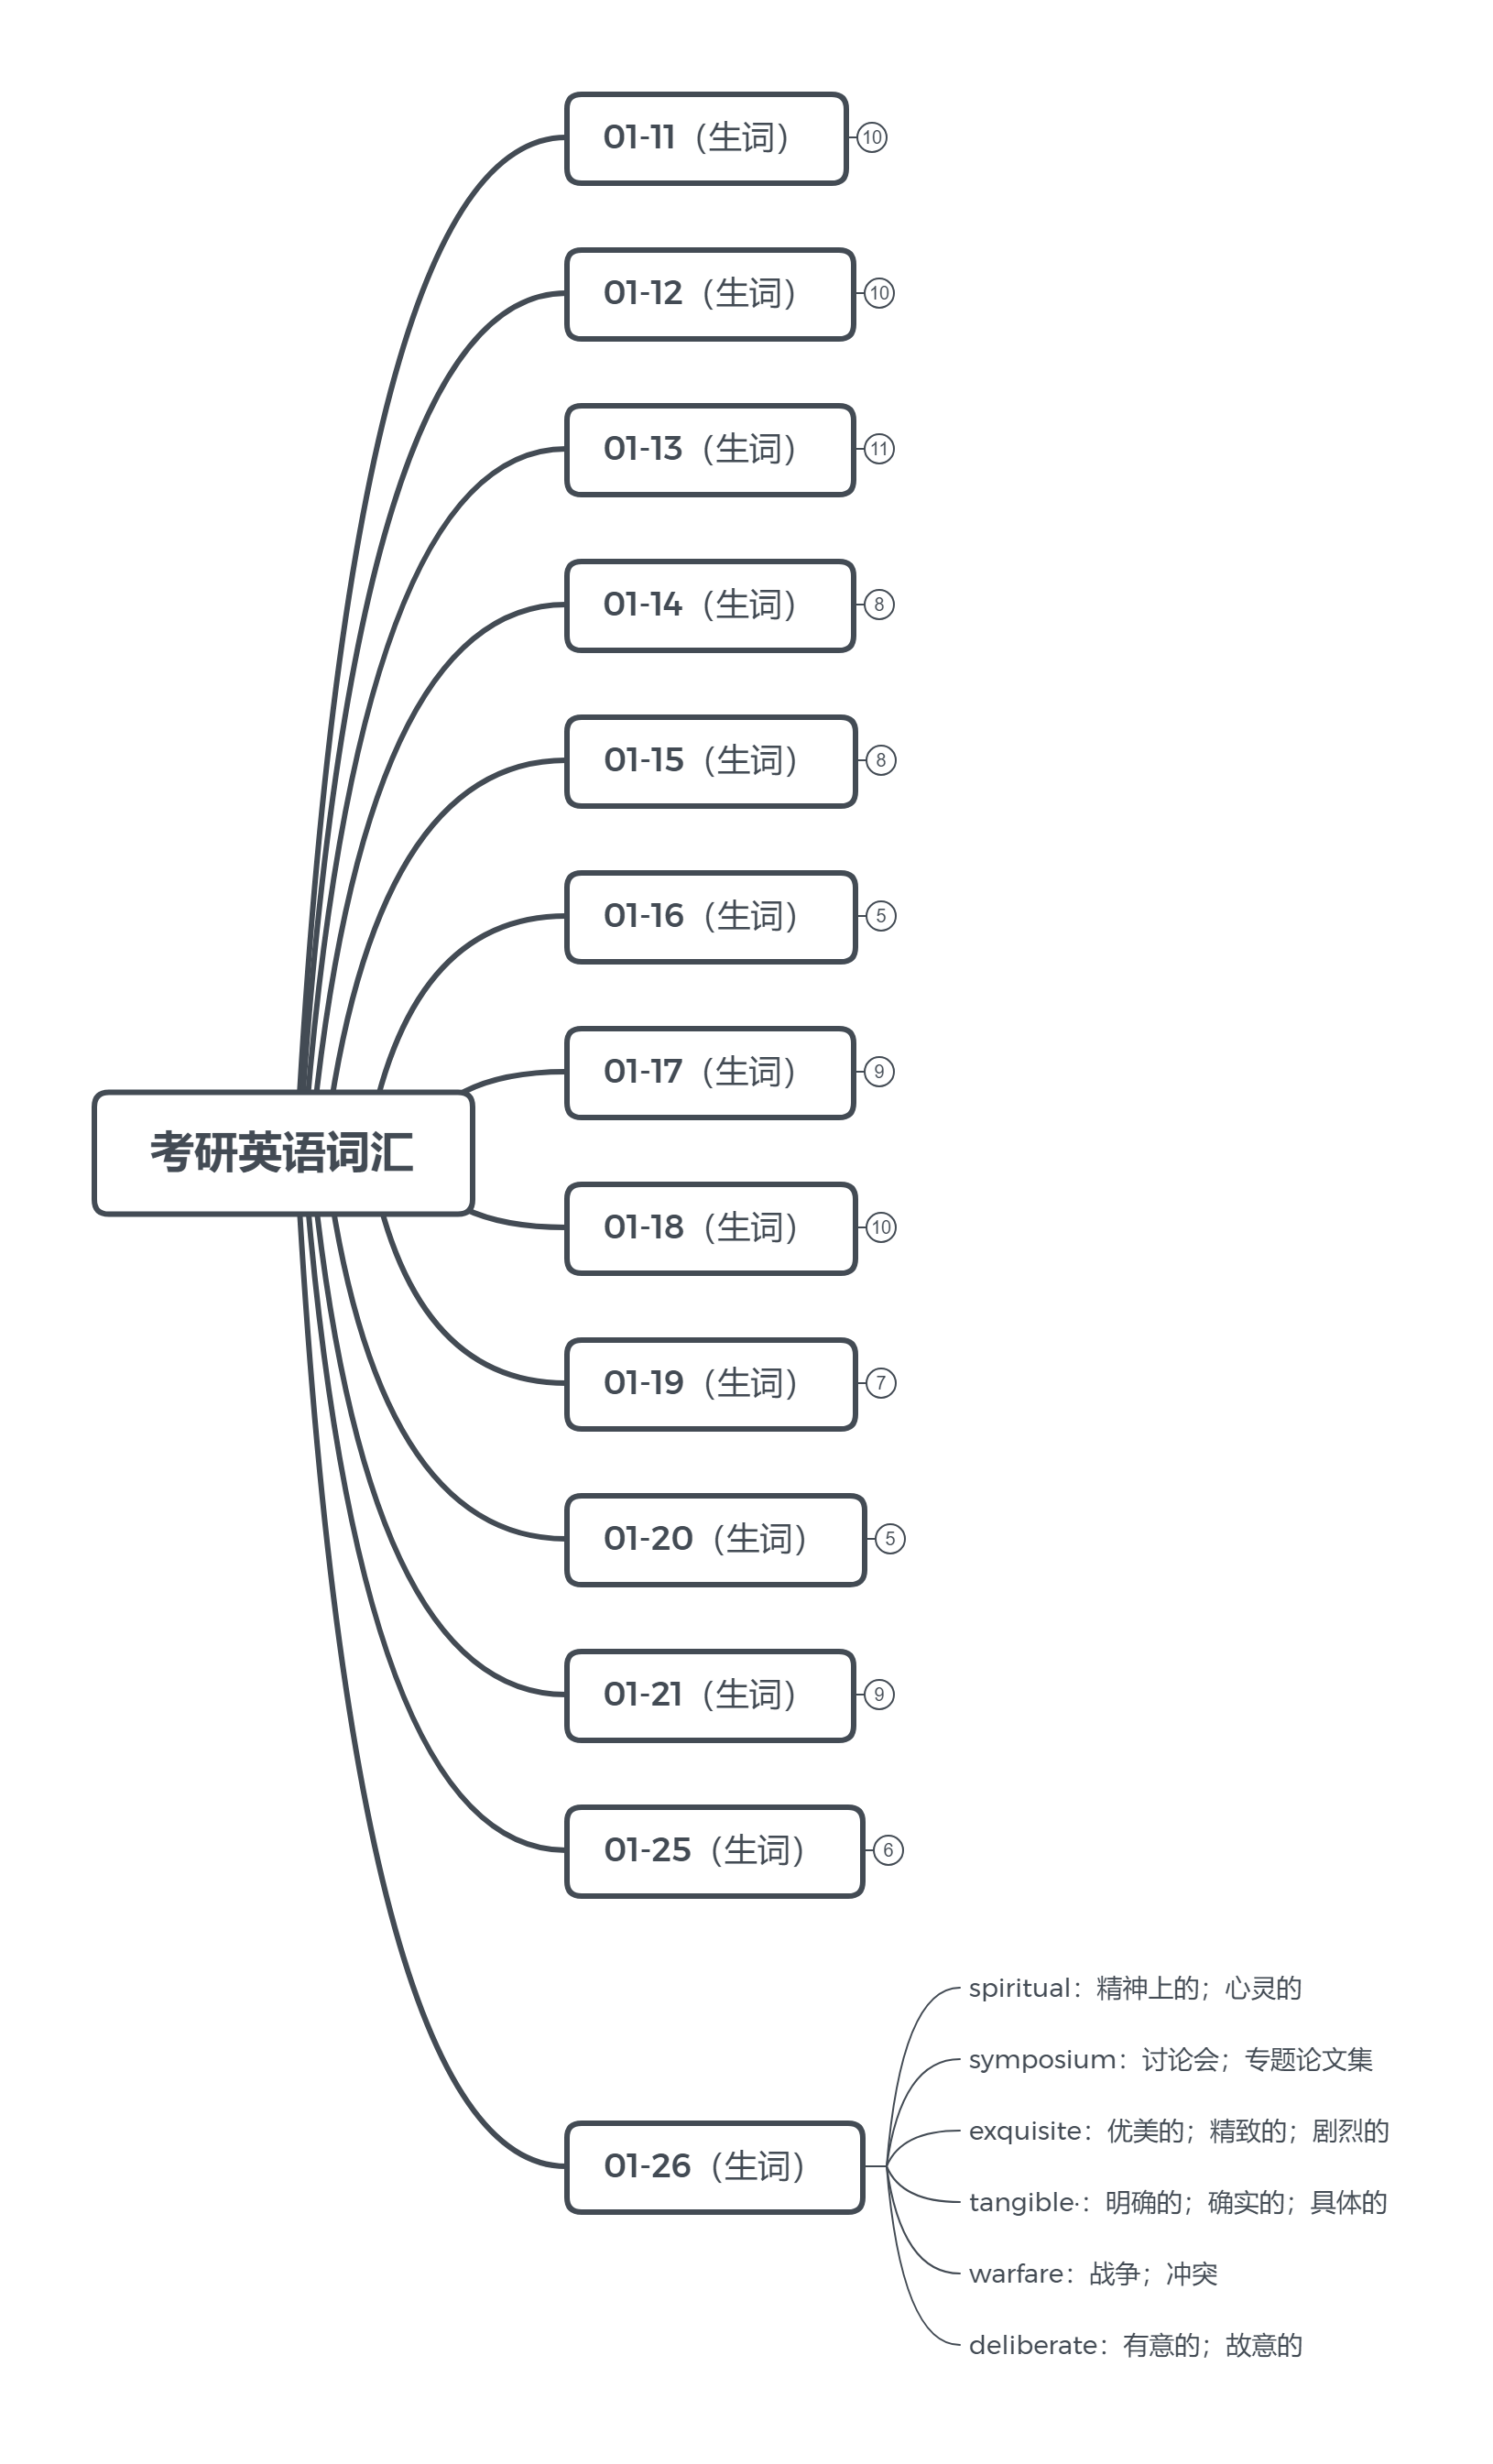 01-11（生词）
10
01-12（生词）
10
01-13（生词）
11
01-14（生词）
8
01-15（生词）
8
01-16（生词）
5
01-17（生词）
9
考研英语词汇
01-18（生词）
10
01-19（生词）
7
01-20（生词）
5
01-21（生词）
9
01-25（生词）
6
01-26（生词）
spiritual：精神上的；心灵的
symposium：讨论会；专题论文集
exquisite：优美的；精致的；剧烈的
tangible·：明确的；确实的；具体的
warfare：战争；冲突
deliberate：有意的；故意的